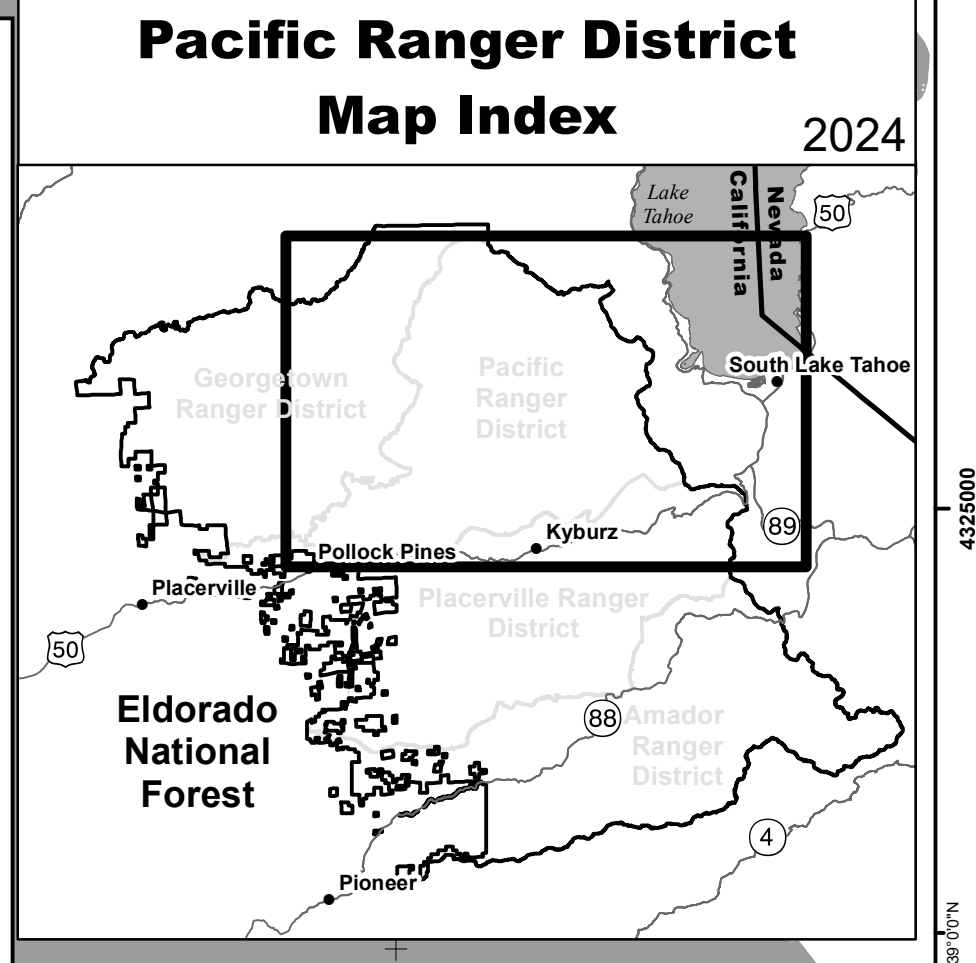 Pacific Ranger District
Map Index
2024
Lake
Tahoe
California
Nevada
50
South Lake Tahoe
Georgetown
Ranger District
Pacific
Ranger
District
89
Kyburz
Pollock Pines
Placerville
Placerville Ranger
District
50
Eldorado
National
Forest
88
Amador
Ranger
District
4
Pioneer
4325000
39°0'0"N